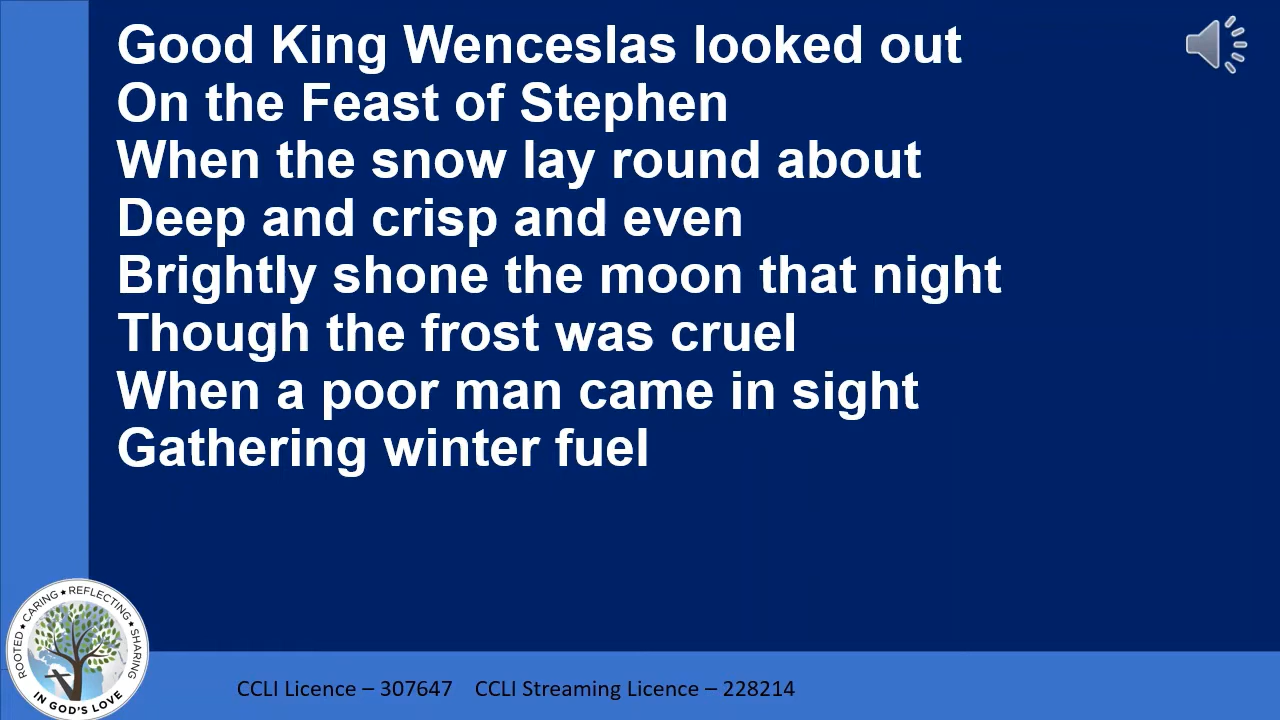 Good King Wenceslas looked out
On the Feast of Stephen
When the snow lay round about
Deep and crisp and even
Brightly shone the moon that night
Though the frost was cruel
When a poor man came in sight
Gathering winter fuel
ROOTED ★ CARING ★ REFLECTING ★ SHARING
IN GOD'S LOVE
CCLI Licence – 307647 CCLI Streaming Licence – 228214